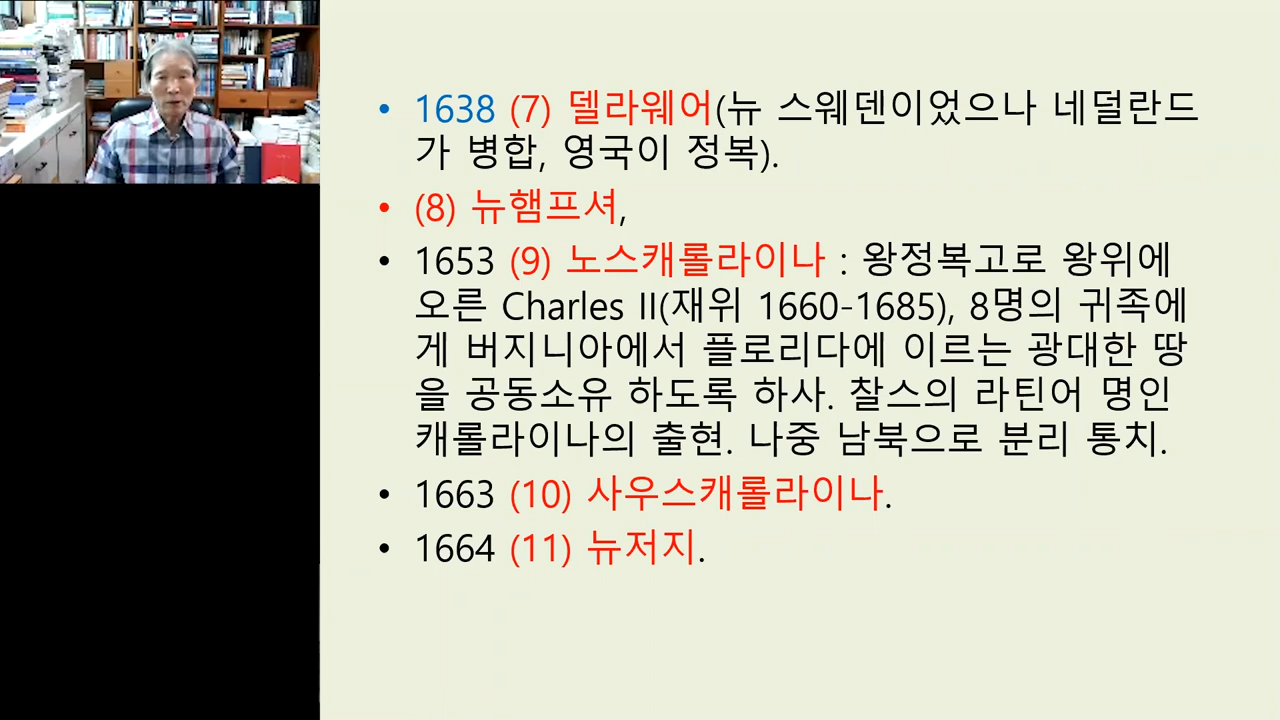 • 1638 (7) 델라웨어(뉴 스웨덴이었으나 네덜란드
가 병합, 영국이 정복).
• (8) 뉴햄프셔,
• 1653 (9) 노스캐롤라이나 : 왕정복고로 왕위에
오른 Charles II(재위 1660-1685), 8명의 귀족에
게 버지니아에서 플로리다에 이르는 광대한 땅
을 공동소유 하도록 하사. 찰스의 라틴어 명인
캐롤라이나의 출현. 나중 남북으로 분리 통치.
• 1663 (10) 사우스캐롤라이나.
• 1664 (11) 뉴저지.